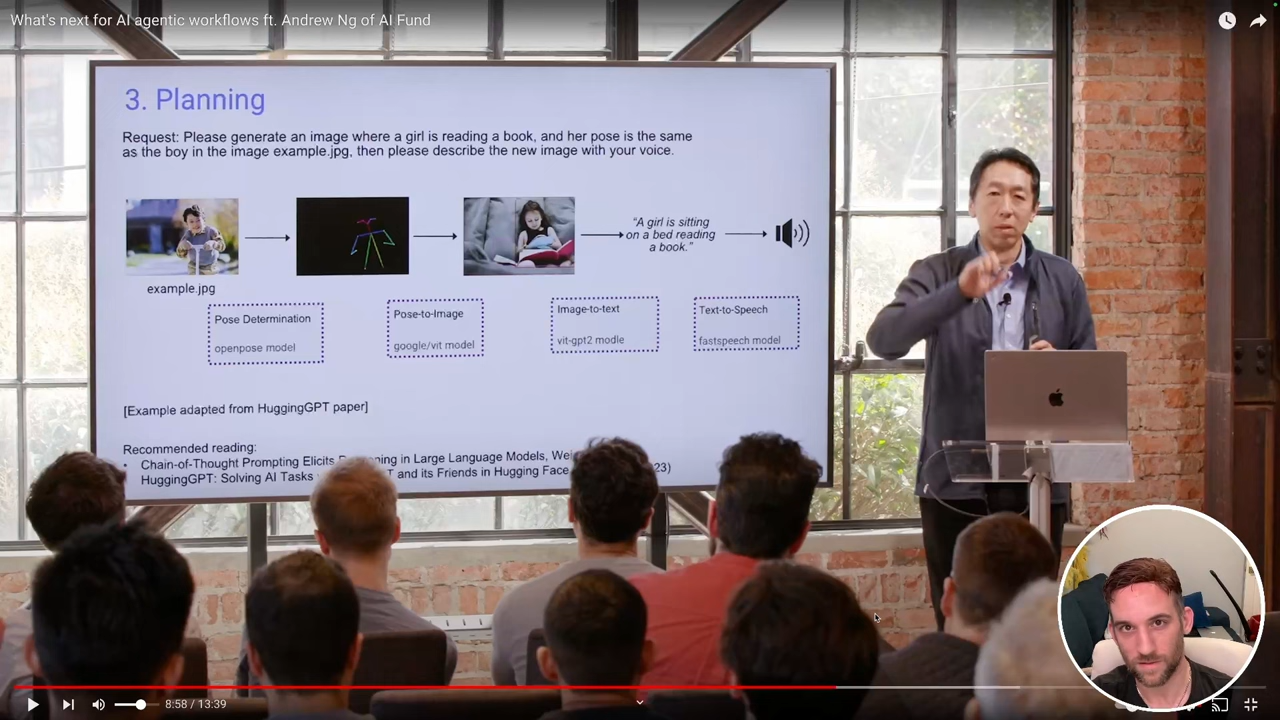 What's next for AI agentic workflows ft. Andrew Ng of AI Fund
3. Planning
Request: Please generate an image where a girl is reading a book, and her pose is the same
as the boy in the image example.jpg, then please describe the new image with your voice.
"A girl is sitting
on a bed reading
a book."
example.jpg
Pose Determination
openpose model
Pose-to-Image
google/vit model
Image-to-text
vit-gpt2 modle
Text-to-Speech
fastspeech model
[Example adapted from HuggingGPT paper]
Recommended reading:
Chain-of-Thought Prompting Elicits in Large Language Models,
HuggingGPT: Solving AI Tasks and its Friends in Hugging Face
8:58 / 13:39